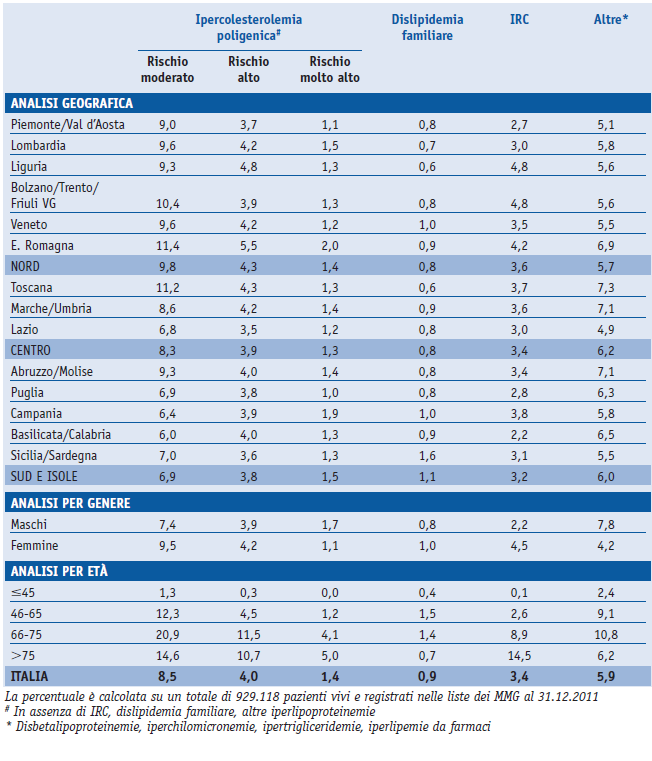 Ipercolesterolemia poligenica# Dislipidemia familiare IRC Altre*
Rischio moderato Rischio alto Rischio molto alto
ANALISI GEOGRAFICA
Piemonte/Val d'Aosta 9,0 3,7 1,1 0,8 2,7 5,1
Lombardia 9,6 4,2 1,5 0,7 3,0 5,8
Liguria 9,3 4,8 1,3 0,6 4,8 5,6
Bolzano/Trento/
Friuli VG 10,4 3,9 1,3 0,8 4,8 5,6
Veneto 9,6 4,2 1,2 1,0 3,5 5,5
E. Romagna 11,4 5,5 2,0 0,9 4,2 6,9
NORD 9,8 4,3 1,4 0,8 3,6 5,7
Toscana 11,2 4,3 1,3 0,6 3,7 7,3
Marche/Umbria 8,6 4,2 1,4 0,9 3,6 7,1
Lazio 6,8 3,5 1,2 0,8 3,0 4,9
CENTRO 8,3 3,9 1,3 0,8 3,4 6,2
Abruzzo/Molise 9,3 4,0 1,4 0,8 3,4 7,1
Puglia 6,9 3,8 1,0 0,8 2,8 6,3
Campania 6,4 3,9 1,9 1,0 3,8 5,8
Basilicata/Calabria 6,0 4,0 1,3 0,9 2,2 6,5
Sicilia/Sardegna 7,0 3,6 1,3 1,6 3,1 5,5
SUD E ISOLE 6,9 3,8 1,5 1,1 3,2 6,0
ANALISI PER GENERE
Maschi 7,4 3,9 1,7 0,8 2,2 7,8
Femmine 9,5 4,2 1,1 1,0 4,5 4,2
ANALISI PER ETÀ
≤45 1,3 0,3 0,0 0,4 0,1 2,4
46-65 12,3 4,5 1,2 1,5 2,6 9,1
66-75 20,9 11,5 4,1 1,4 8,9 10,8
>75 14,6 10,7 5,0 0,7 14,5 6,2
ITALIA 8,5 4,0 1,4 0,9 3,4 5,9
La percentuale è calcolata su un totale di 929.118 pazienti vivi e registrati nelle liste dei MMG al 31.12.2011
# In assenza di IRC, dislipidemia familiare, altre iperlipoproteinemie
* Disbetalipoproteinemie, iperchilomicronemie, ipertrigliceridemie, iperlipemie da farmaci